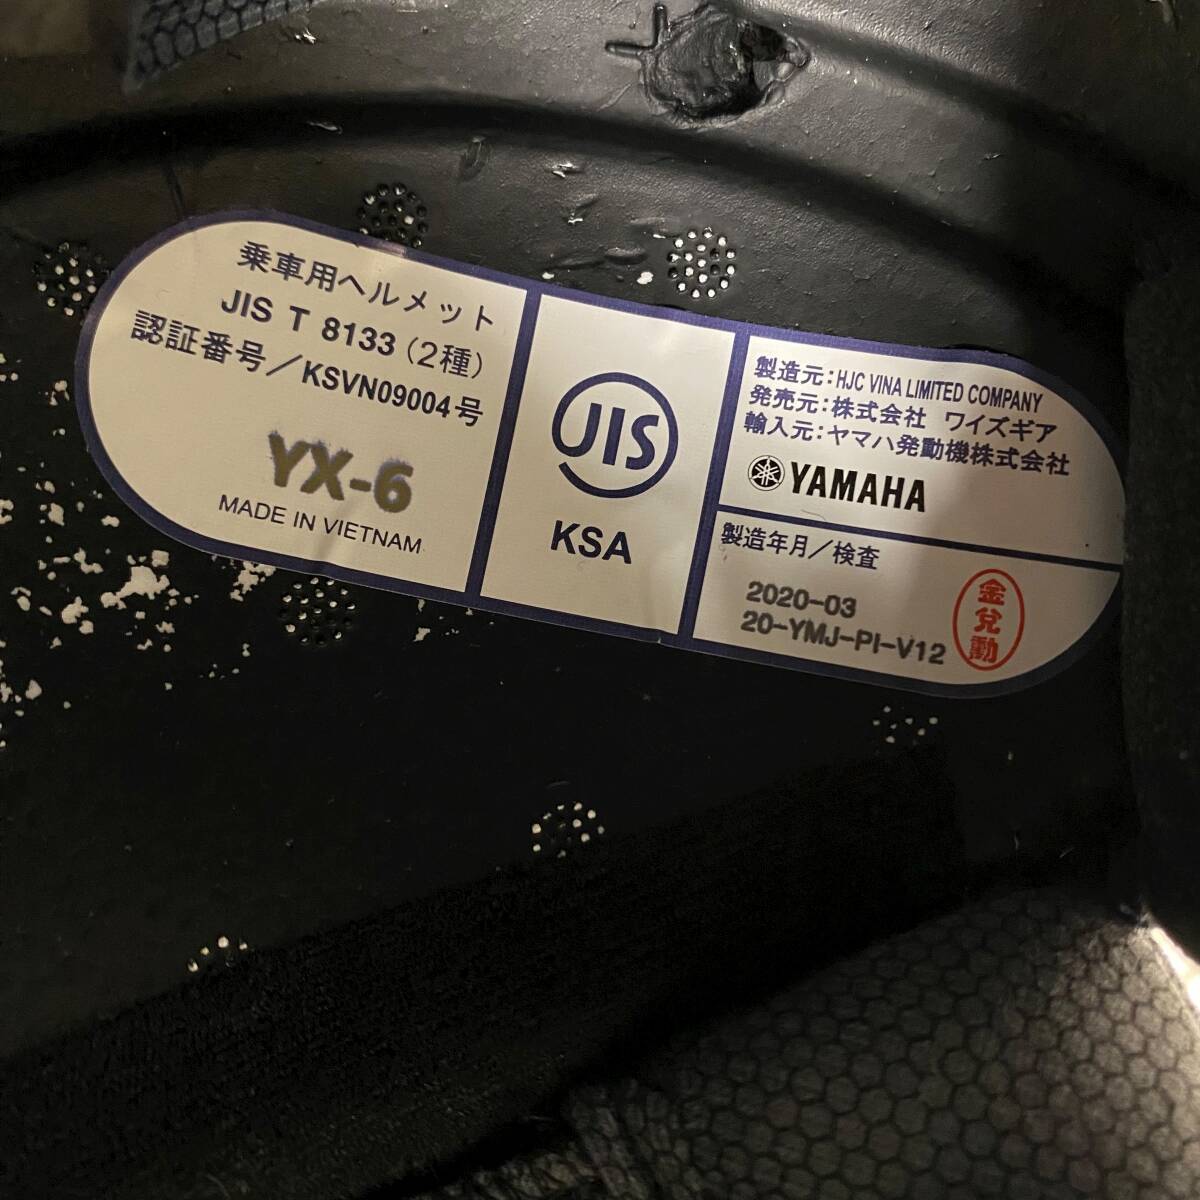 乗車用ヘルメット
JIS T 8133（2種）
認証番号／KSVN09004号
YX-6
MADE IN VIETNAM
JIS
KSA
製造元：HJC VINA LIMITED COMPANY
発売元：株式会社 ワイズギア
輸入元：ヤマハ発動機株式会社
YAMAHA
製造年月／検査
2020-03
20-YMJ-PI-V12
金兌勳